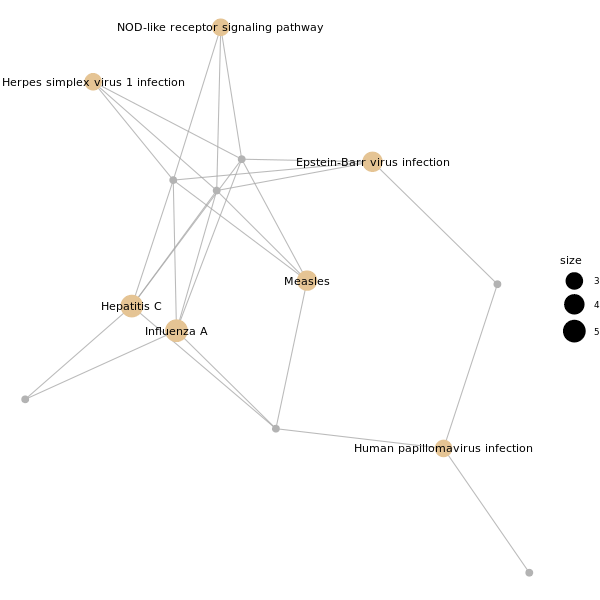 NOD-like receptor signaling pathway
Herpes simplex virus 1 infection
Epstein-Barr virus infection
size
3
4
5
Measles
Hepatitis C
Influenza A
Human papillomavirus infection